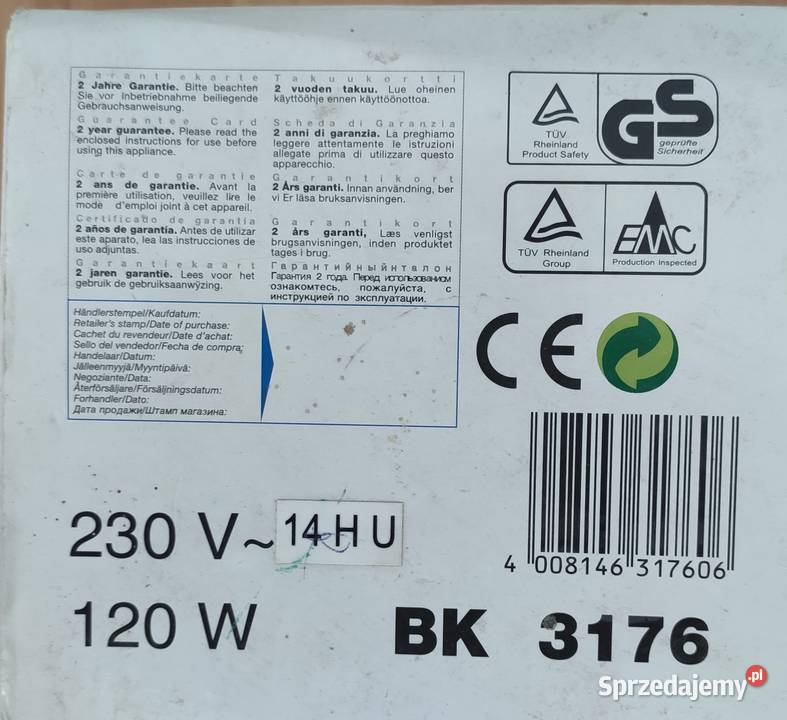 Garantiekarte
2 Jahre Garantie. Bitte beachten
Sie vor Inbetriebnahme beiliegende
Gebrauchsanweisung.
Guarantee Card
2 year guarantee. Please read the
enclosed instructions for use before
using this appliance.
Carte de garantie
2 ans de garantie. Avant la
première utilisation, veuillez lire le
mode d'emploi joint à cet appareil.
Certificado de garantía
2 años de garantía. Antes de utilizar
este aparato, lea las instrucciones de
uso adjuntas.
Garantiekaart
2 jaren garantie. Lees voor het
gebruik de gebruiksaanwÿzing.
Takuukortti
2 vuoden takuu. Lue oheinen
käyttöohje ennen käyttöönottoa.
Scheda di Garanzia
2 anni di garanzia. La preghiamo
leggere attentamente le istruzioni
allegate prima di utilizzare questo
apparecchio.
Garantikort
2 Års garanti. Innan användning, ber
vi Er läsa bruksanvisningen.
Garantikort
2 års garanti, Læs venligst
brugsanvisningen, inden produktet
tages i brug.
Гарантийныйталон
Гарантия 2 года. Перед использованием
ознакомтесь, пожалуйста, с
инструкцией по эксплуатации.
Händlerstempel/Kaufdatum:
Retailer's stamp/Date of purchase:
Cachet du revendeur/Date d'achat:
Sello del vendedor/Fecha de compra:
Handelaar/Datum:
Jälleenmyyjä/Myyntipäivä:
Negoziante/Data:
Återförsäljare/Försäljningsdatum:
Forhandler/Dato:
Дата продажи/Штамп магазина:
TÜV
Rheinland
Product Safety
GS
geprüfte
Sicherheit
TÜV Rheinland
Group
EMC
Production Inspected
CE
4 008146 317606
230 V~ 14 H U
120 W
BK 3176
Sprzedajemy.pl